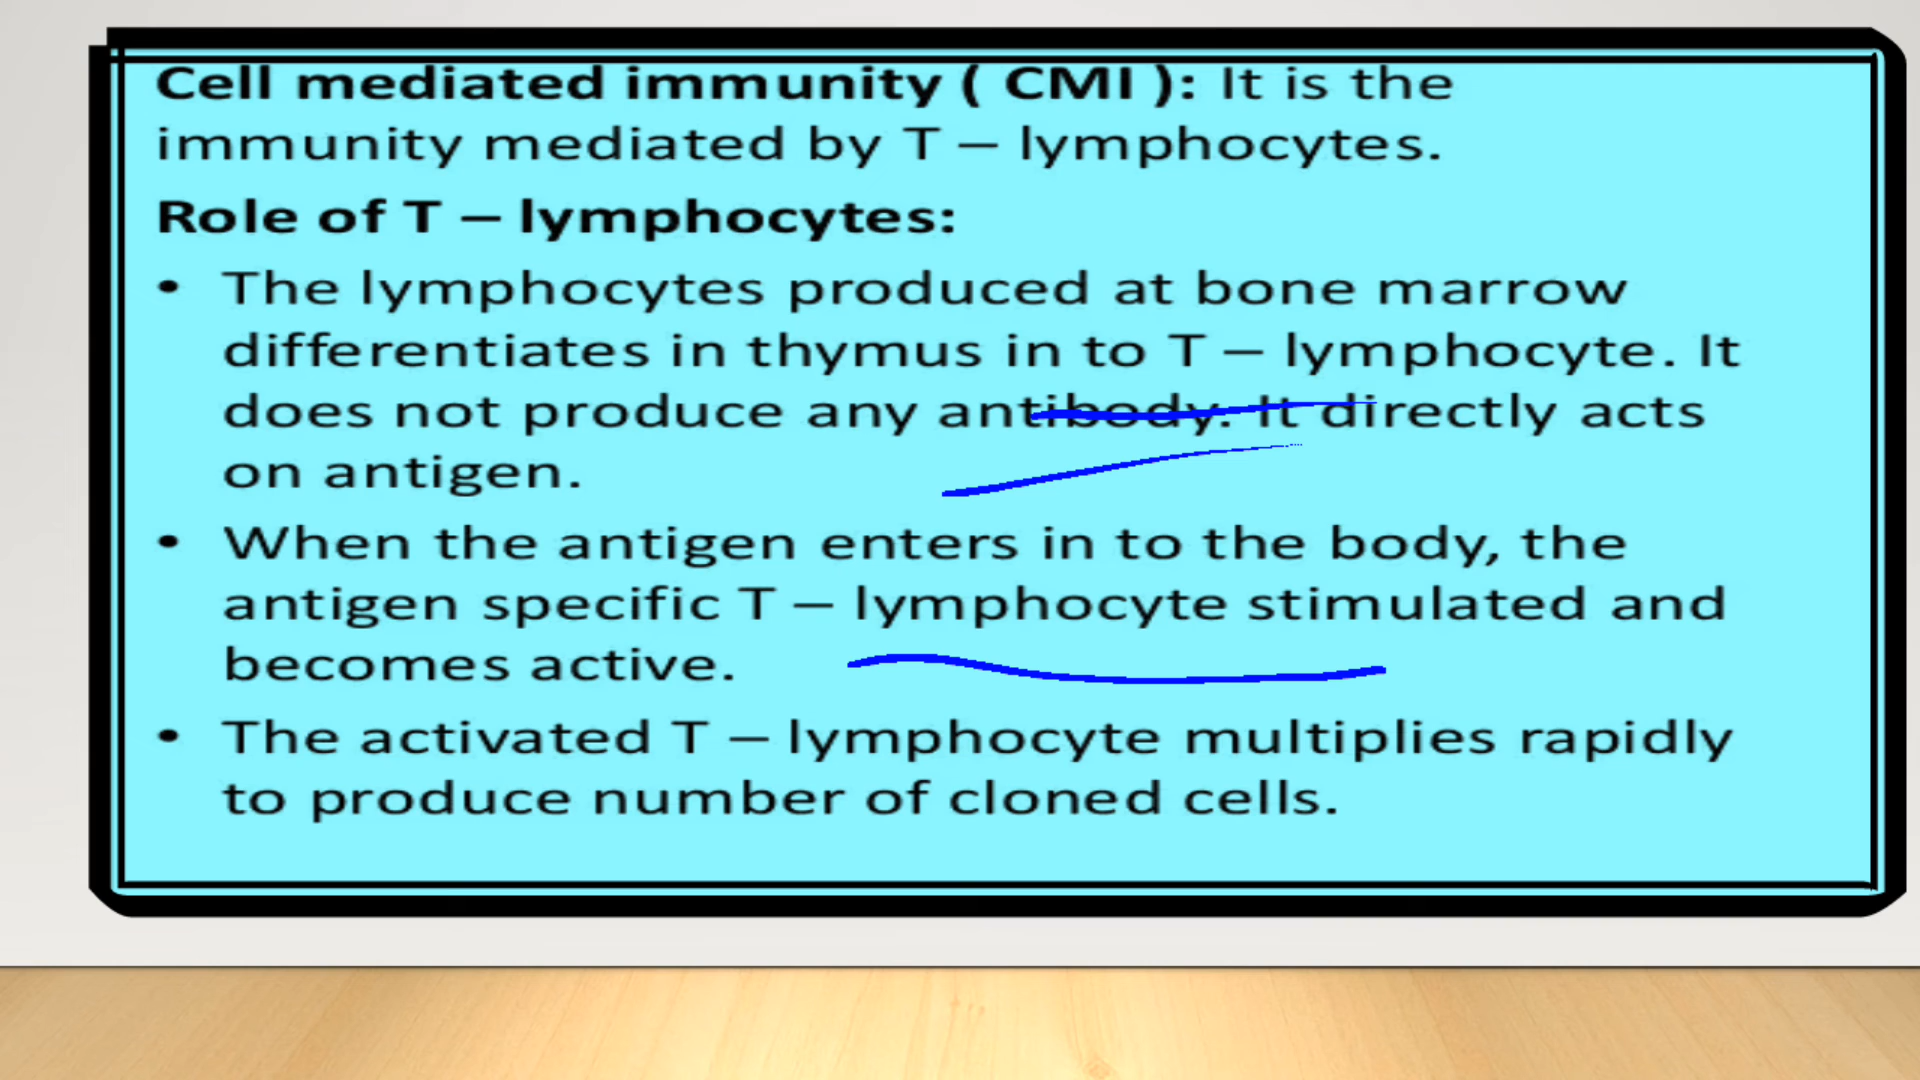 Cell mediated immunity ( CMI ): It is the
immunity mediated by T – lymphocytes.
Role of T – lymphocytes:
• The lymphocytes produced at bone marrow
differentiates in thymus in to T – lymphocyte. It
does not produce any antibody. It directly acts
on antigen.
• When the antigen enters in to the body, the
antigen specific T – lymphocyte stimulated and
becomes active.
• The activated T – lymphocyte multiplies rapidly
to produce number of cloned cells.